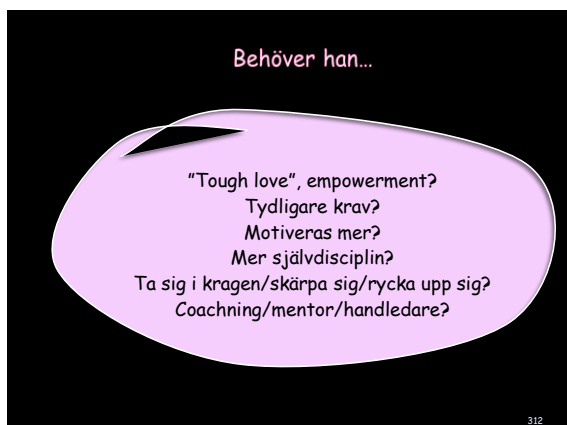 Behöver han…
"Tough love", empowerment?
Tydligare krav?
Motiveras mer?
Mer självdisciplin?
Ta sig i kragen/skärpa sig/rycka upp sig?
Coachning/mentor/handledare?
312